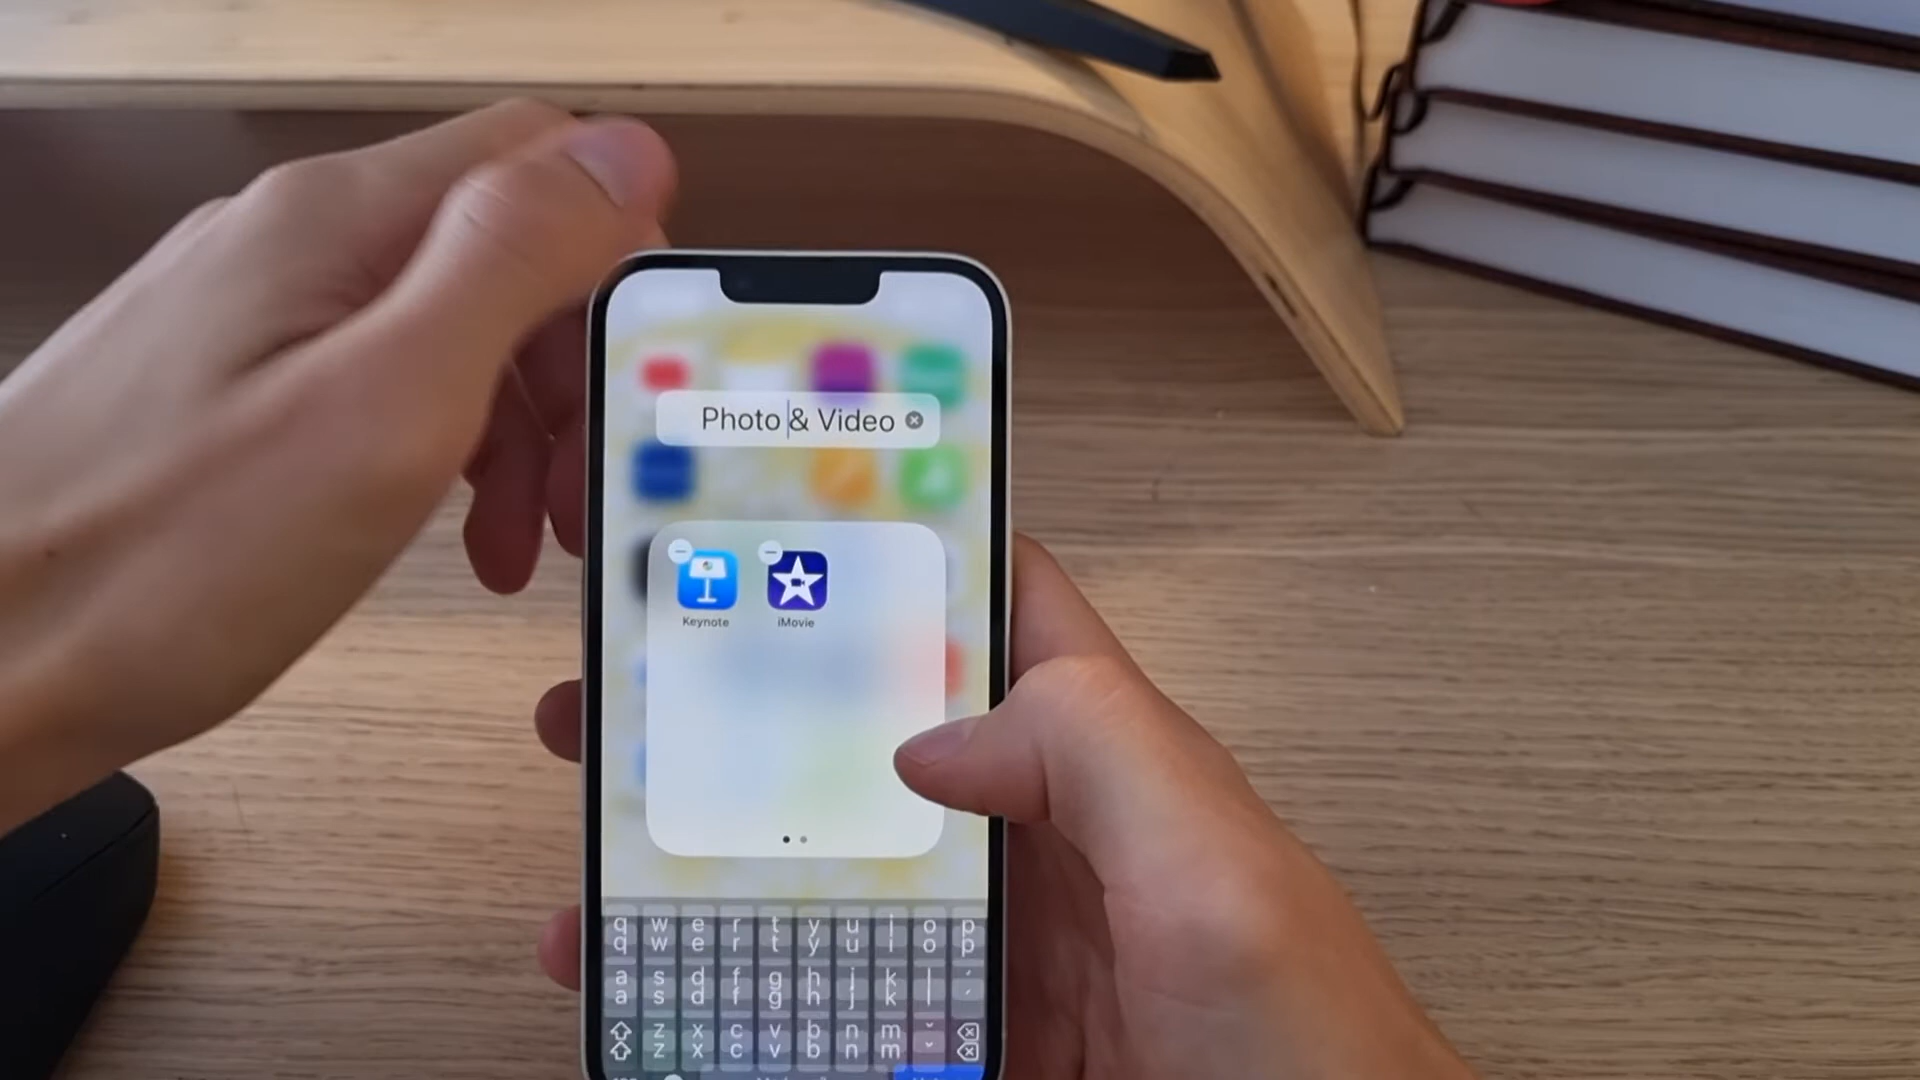 Photo & Video
Keynote
iMovie
q w e r t y u i o p
q w e r t y u i o p
a s d f g h j k l ´
a s d f g h j k l ´
z x c v b n m ˇ
z x c v b n m ˇ